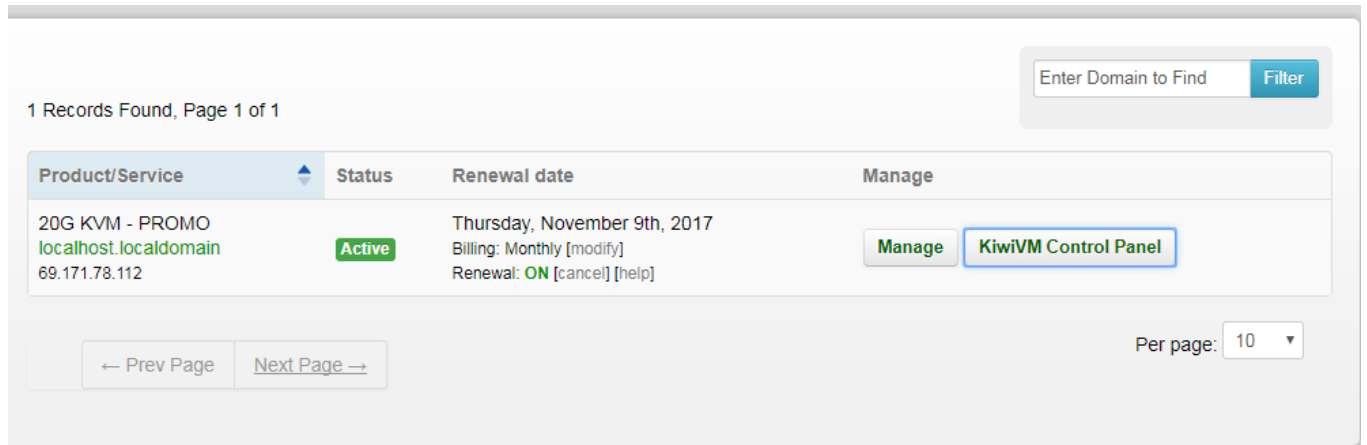 Enter Domain to Find Filter
1 Records Found, Page 1 of 1
Product/Service Status Renewal date Manage
20G KVM - PROMO
localhost.localdomain
69.171.78.112
Active
Thursday, November 9th, 2017
Billing: Monthly [modify]
Renewal: ON [cancel] [help]
Manage KiwiVM Control Panel
← Prev Page Next Page →
Per page: 10